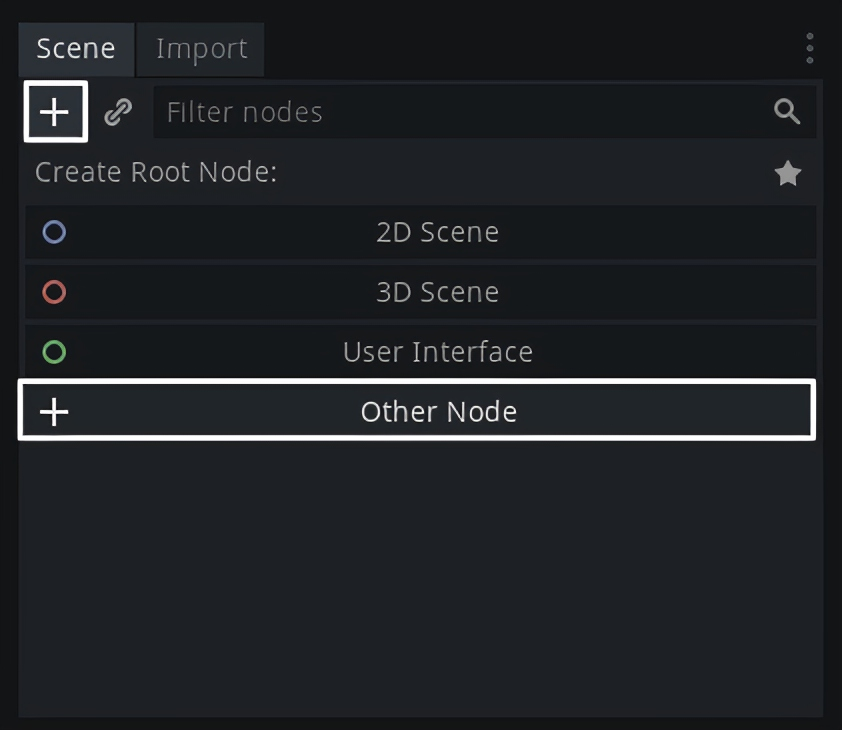 Scene Import
Filter nodes
Create Root Node:
2D Scene
3D Scene
User Interface
Other Node